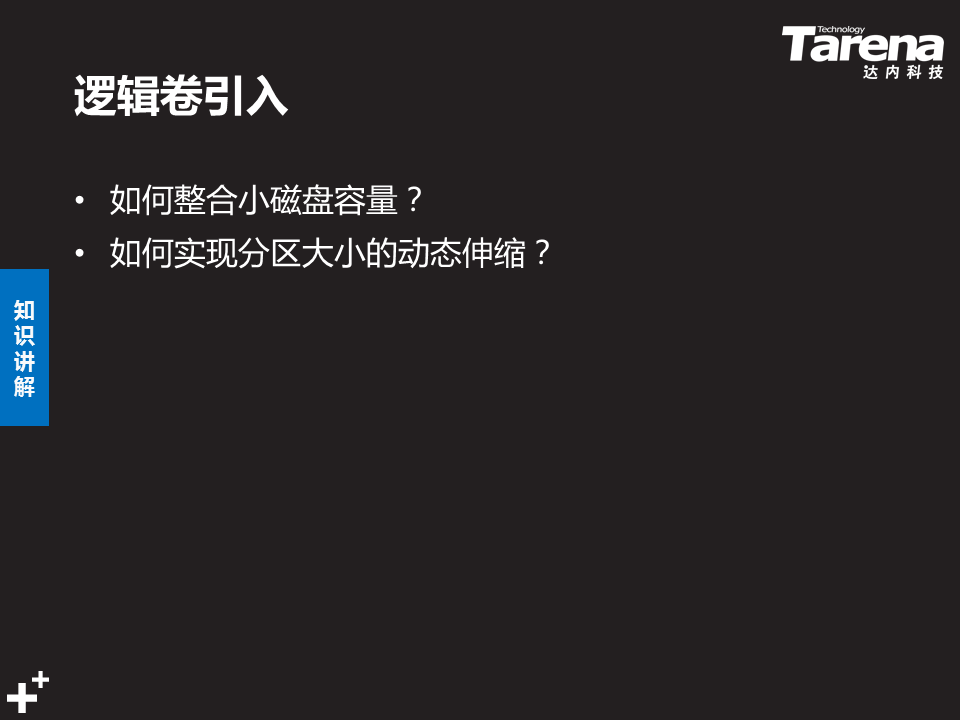 Technology
Tarena
达内科技
逻辑卷引入
• 如何整合小磁盘容量？
• 如何实现分区大小的动态伸缩？
知
识
讲
解